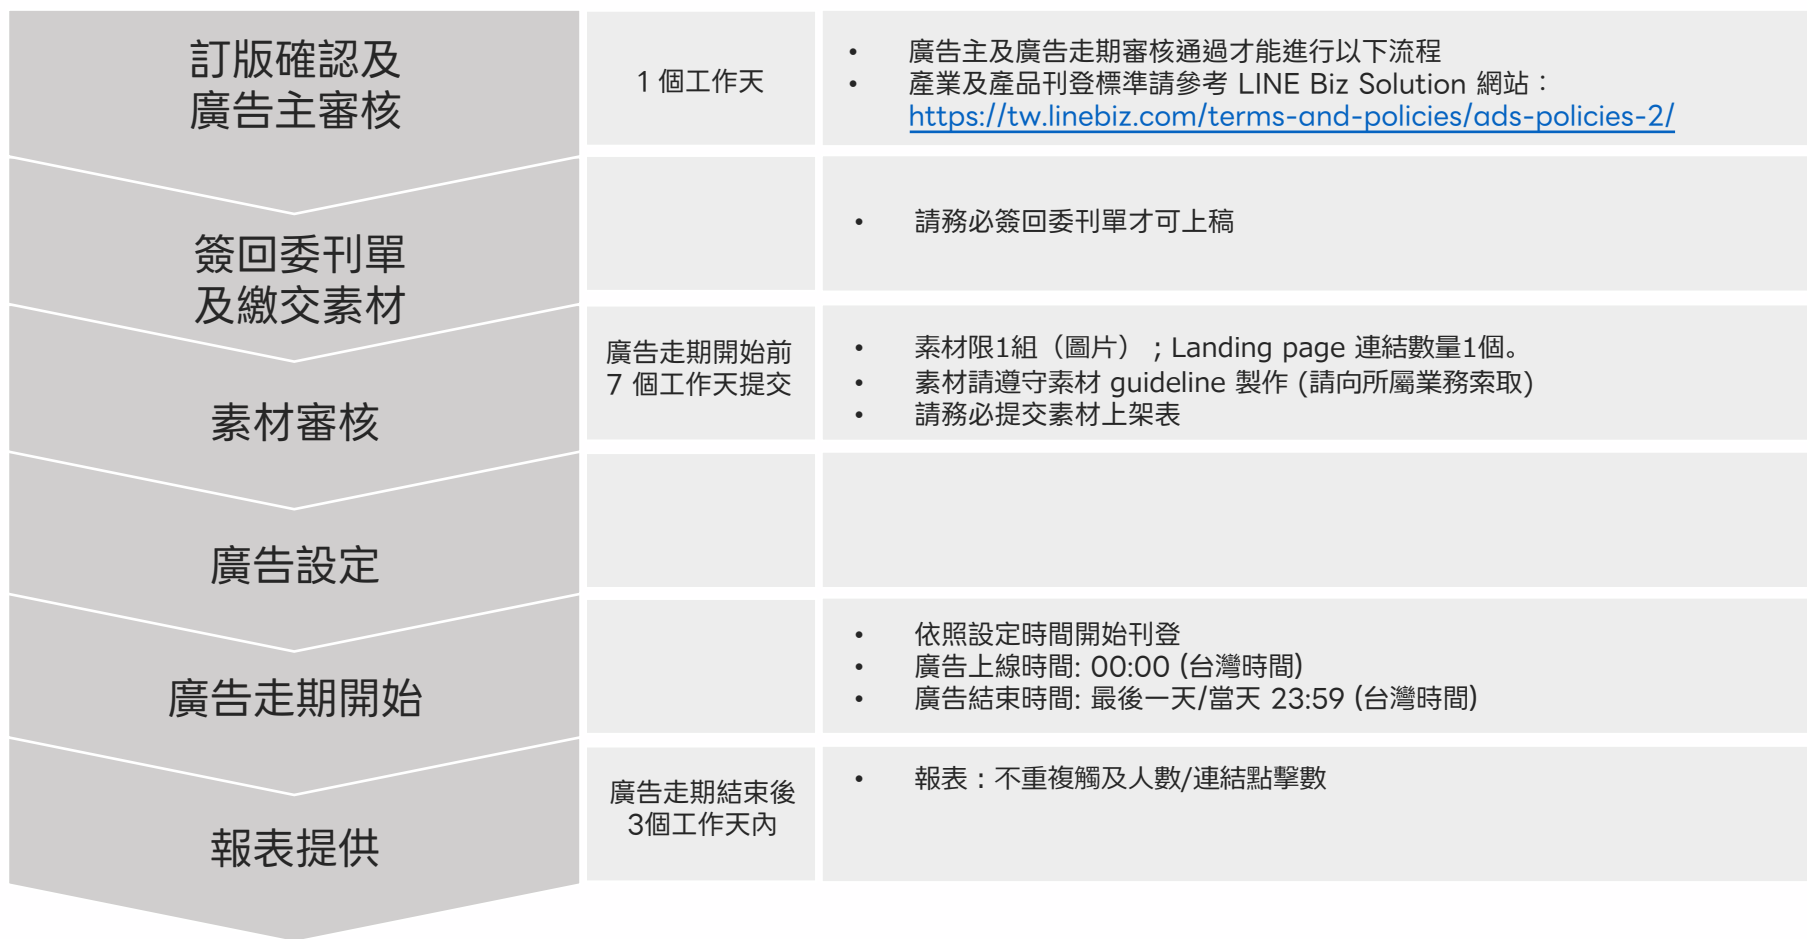 訂版確認及
廣告主審核
1 個工作天
• 廣告主及廣告走期審核通過才能進行以下流程
• 產業及產品刊登標準請參考 LINE Biz Solution 網站：
https://tw.linebiz.com/terms-and-policies/ads-policies-2/
簽回委刊單
及繳交素材
• 請務必簽回委刊單才可上稿
素材審核
廣告走期開始前
7 個工作天提交
• 素材限1組（圖片）；Landing page 連結數量1個。
• 素材請遵守素材 guideline 製作 (請向所屬業務索取)
• 請務必提交素材上架表
廣告設定
廣告走期開始
• 依照設定時間開始刊登
• 廣告上線時間: 00:00 (台灣時間)
• 廣告結束時間: 最後一天/當天 23:59 (台灣時間)
報表提供
廣告走期結束後
3個工作天內
• 報表：不重複觸及人數/連結點擊數